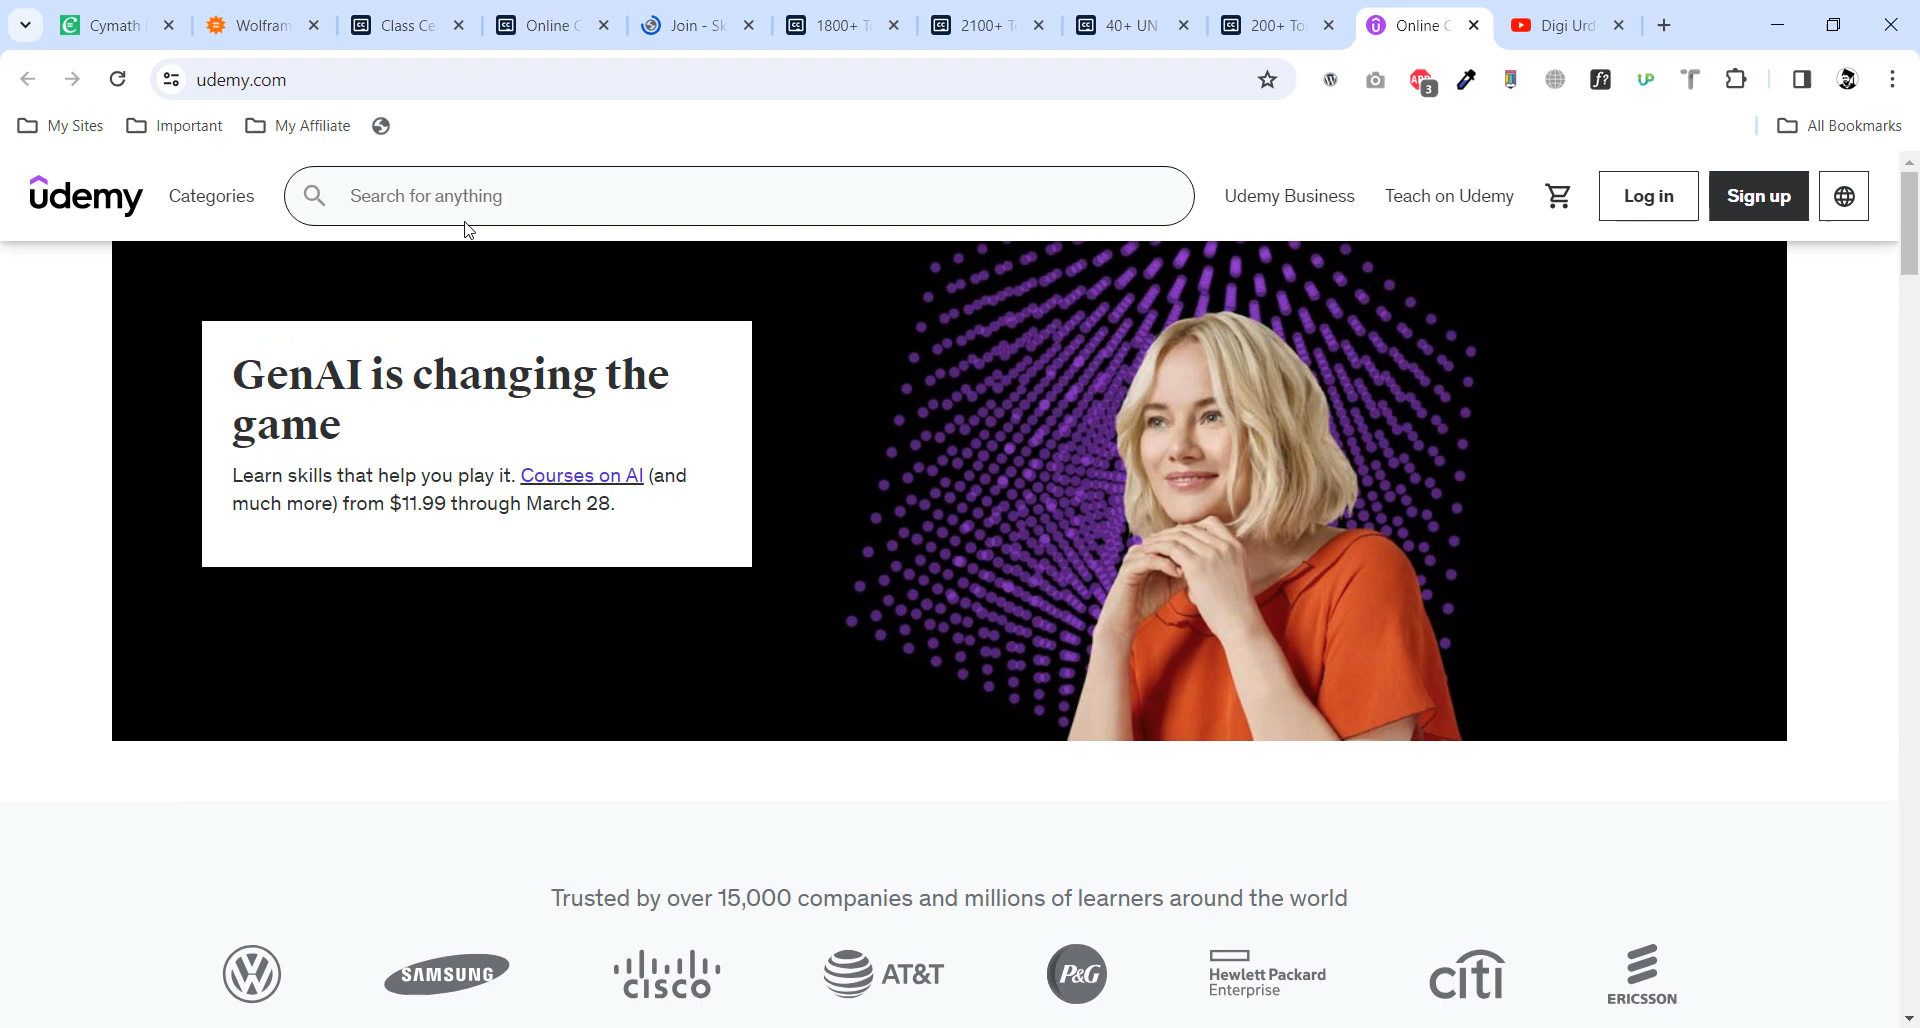 Cymath
Wolfram
Class Ce
Online C
Join - Sk
1800+ To
2100+ To
40+ UN
200+ To
Online C
Digi Urd
udemy.com
3
My Sites
Important
My Affiliate
All Bookmarks
udemy
Categories
Search for anything
Udemy Business
Teach on Udemy
Log in
Sign up
GenAI is changing the
game
Learn skills that help you play it. Courses on AI (and
much more) from $11.99 through March 28.
Trusted by over 15,000 companies and millions of learners around the world
SAMSUNG
CISCO
AT&T
P&G
Hewlett Packard
Enterprise
citi
ERICSSON